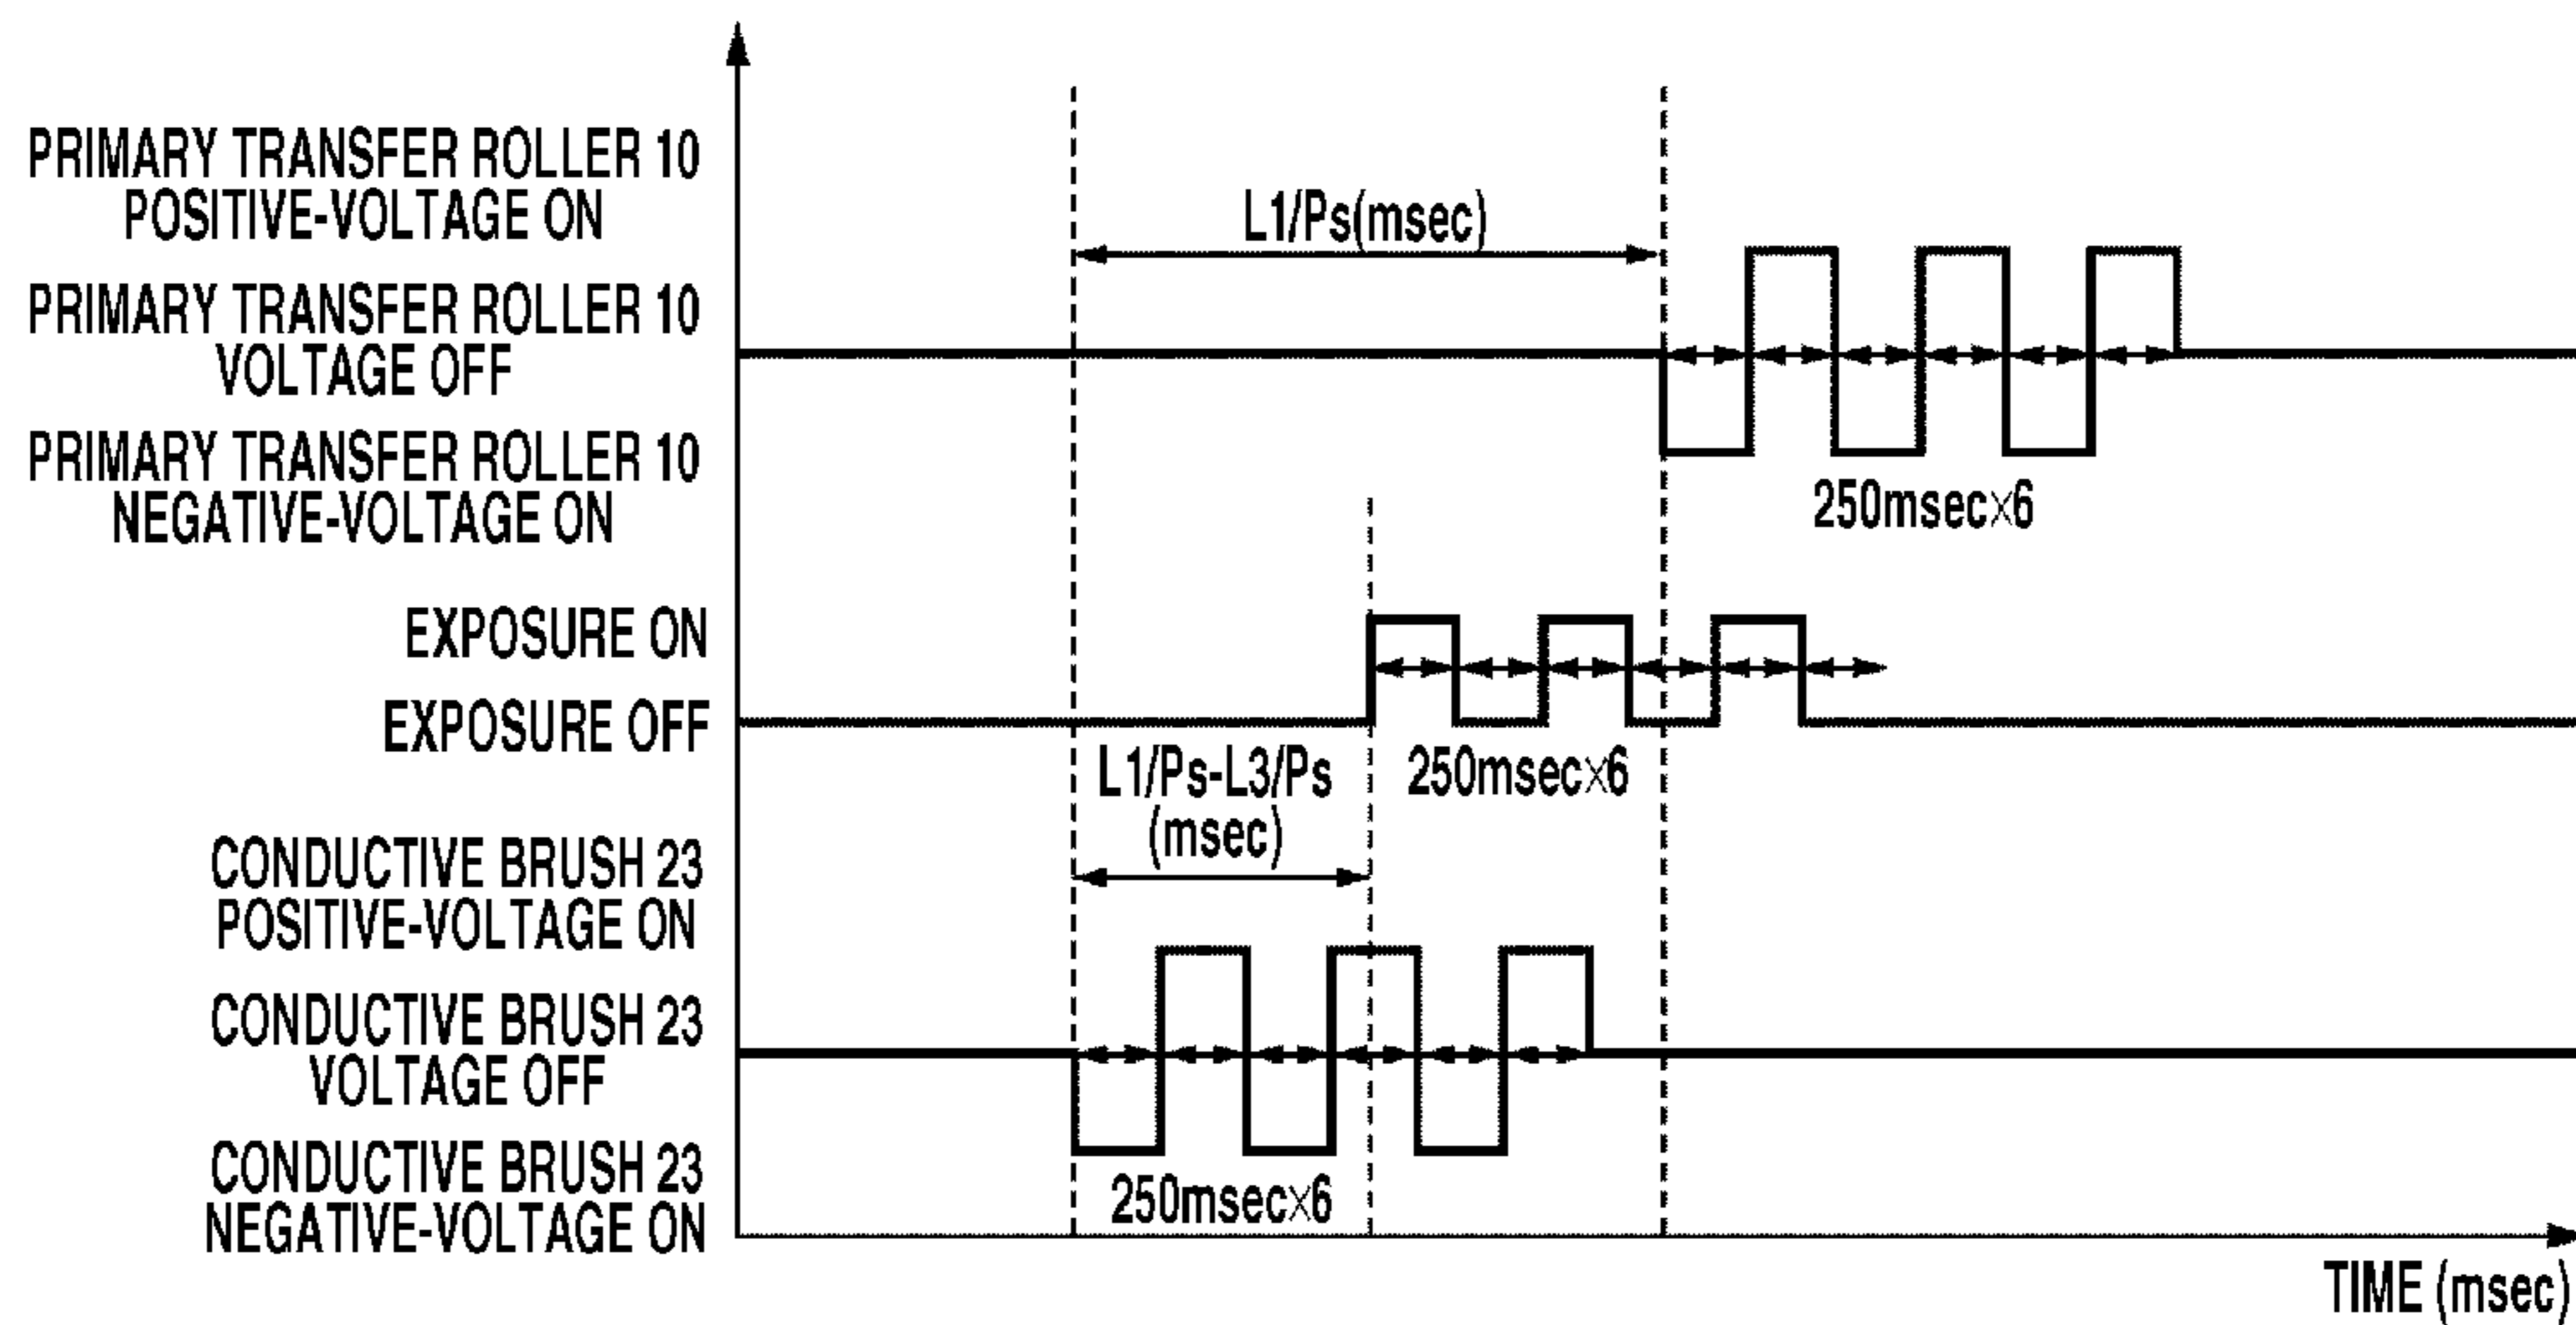 PRIMARY TRANSFER ROLLER 10
POSITIVE-VOLTAGE ON
L1/Ps(msec)
PRIMARY TRANSFER ROLLER 10
VOLTAGE OFF
PRIMARY TRANSFER ROLLER 10
NEGATIVE-VOLTAGE ON
250msec×6
EXPOSURE ON
EXPOSURE OFF
L1/Ps-L3/Ps
(msec)
250msec×6
CONDUCTIVE BRUSH 23
POSITIVE-VOLTAGE ON
CONDUCTIVE BRUSH 23
VOLTAGE OFF
CONDUCTIVE BRUSH 23
NEGATIVE-VOLTAGE ON
250msec×6
TIME (msec)